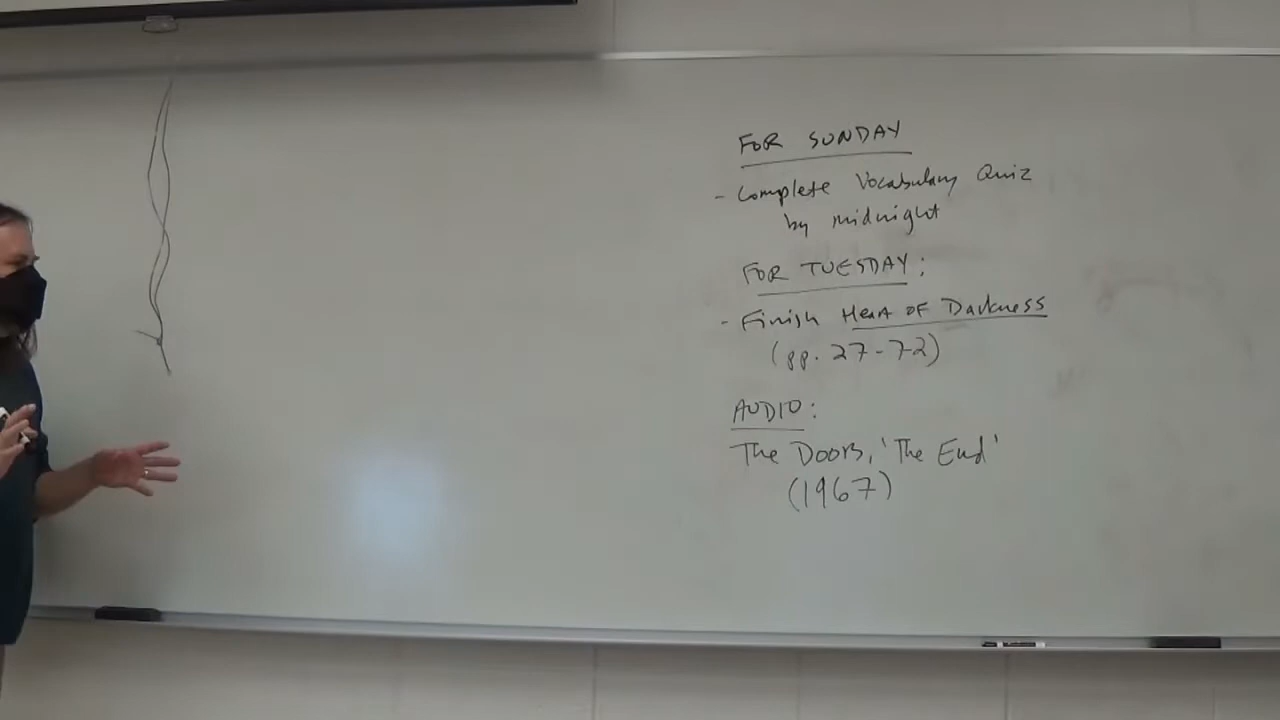 FOR SUNDAY
- Complete Vocabulary Quiz
by midnight
FOR TUESDAY:
- Finish Heart of Darkness
(pp. 27-72)
AUDIO:
The Doors, 'The End'
(1967)